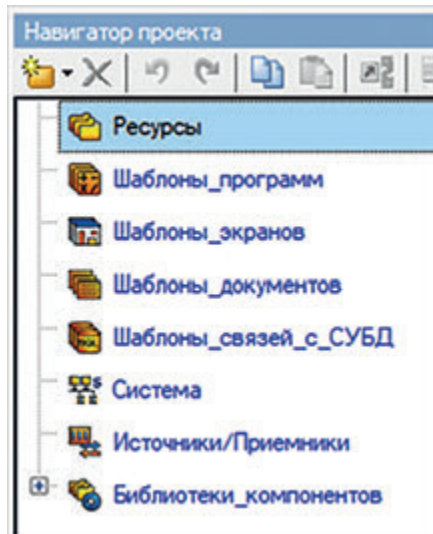 Навигатор проекта
Ресурсы
Шаблоны_программ
Шаблоны_экранов
Шаблоны_документов
Шаблоны_связей_с_СУБД
Система
Источники/Приемники
Библиотеки_компонентов